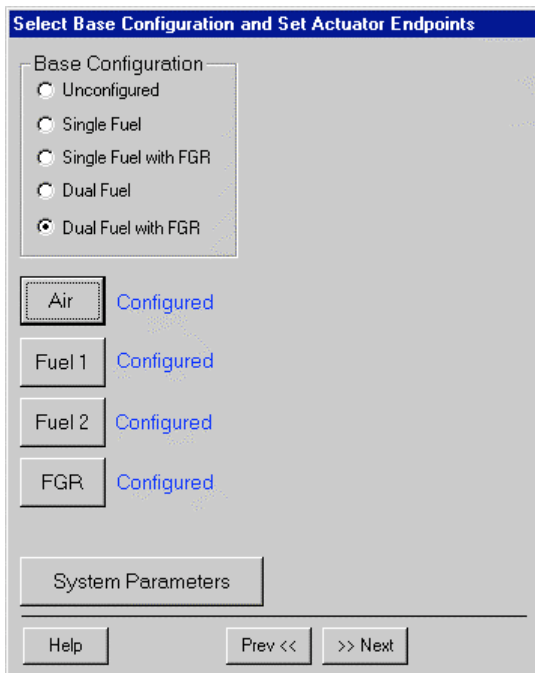 Select Base Configuration and Set Actuator Endpoints
Base Configuration
Unconfigured
Single Fuel
Single Fuel with FGR
Dual Fuel
Dual Fuel with FGR
Air Configured
Fuel 1 Configured
Fuel 2 Configured
FGR Configured
System Parameters
Help Prev << >> Next